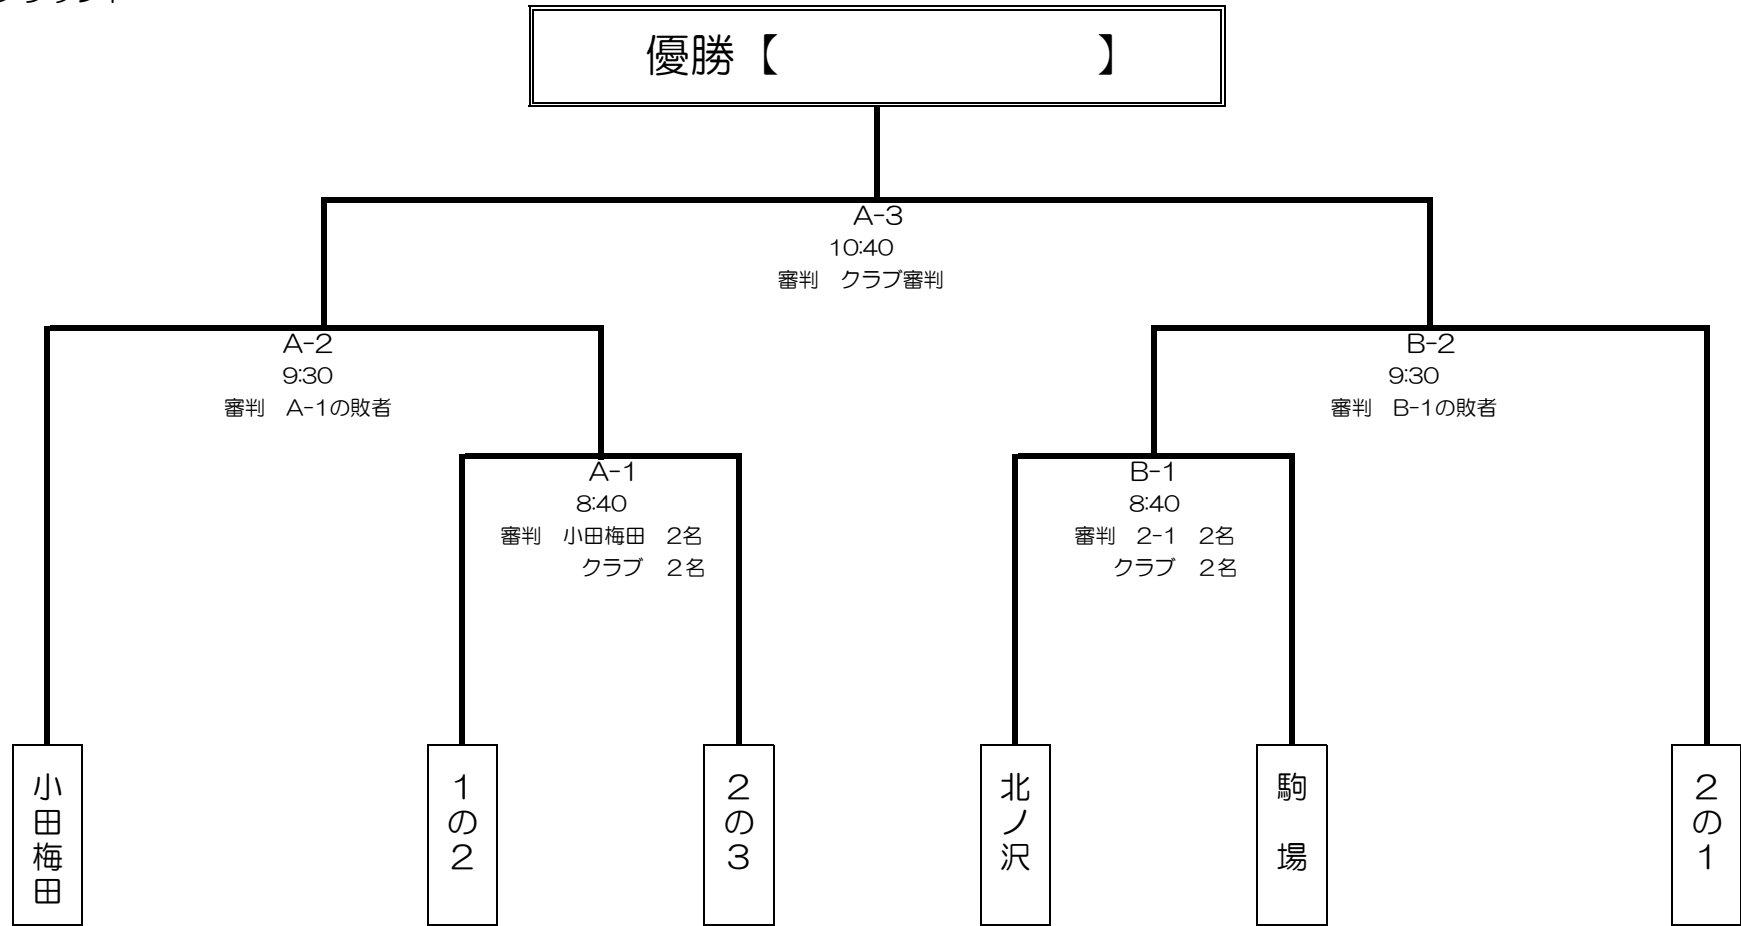 優勝【　　　　　　　】
A-3
10:40
審判　クラブ審判
A-2
9:30
審判　A-1の敗者
B-2
9:30
審判　B-1の敗者
A-1
8:40
審判　小田梅田　2名
クラブ　2名
B-1
8:40
審判　2-1　2名
クラブ　2名
小田梅田
1の2
2の3
北ノ沢
駒　場
2の1